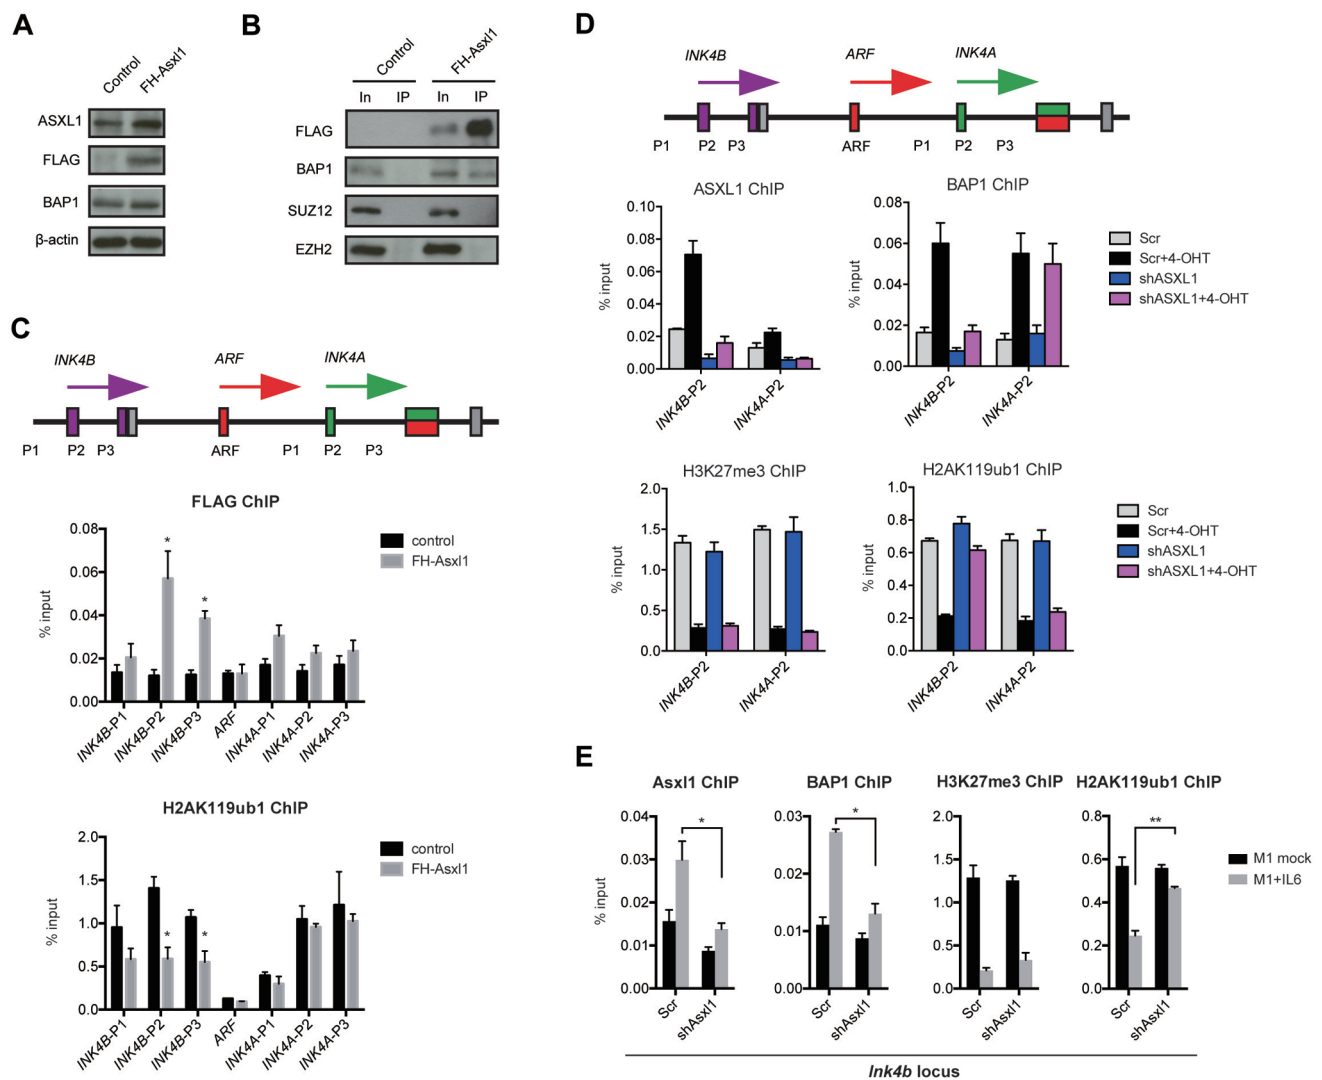 A
Control
FH-Asxl1
ASXL1
FLAG
BAP1
β-actin
B
Control
FH-Asxl1
In IP In IP
FLAG
BAP1
SUZ12
EZH2
C
INK4B ARF INK4A
P1 P2 P3 ARF P1 P2 P3
FLAG ChIP
control
FH-Asxl1
% input
0.08
0.06
0.04
0.02
0.00
* *
INK4B-P1
INK4B-P2
INK4B-P3
ARF
INK4A-P1
INK4A-P2
INK4A-P3
H2AK119ub1 ChIP
control
FH-Asxl1
% input
2.0
1.5
1.0
0.5
0.0
* *
INK4B-P1
INK4B-P2
INK4B-P3
ARF
INK4A-P1
INK4A-P2
INK4A-P3
D
INK4B ARF INK4A
P1 P2 P3 ARF P1 P2 P3
ASXL1 ChIP
% input
0.10
0.08
0.06
0.04
0.02
0.00
INK4B-P2
INK4A-P2
BAP1 ChIP
% input
0.08
0.06
0.04
0.02
0.00
INK4B-P2
INK4A-P2
Scr
Scr+4-OHT
shASXL1
shASXL1+4-OHT
H3K27me3 ChIP
% input
2.0
1.5
1.0
0.5
0.0
INK4B-P2
INK4A-P2
H2AK119ub1 ChIP
% input
1.0
0.8
0.6
0.4
0.2
0.0
INK4B-P2
INK4A-P2
Scr
Scr+4-OHT
shASXL1
shASXL1+4-OHT
E
Asxl1 ChIP
% input
0.04
0.03
0.02
0.01
0.00
*
Scr
shAsxl1
BAP1 ChIP
0.03
0.02
0.01
0.00
*
Scr
shAsxl1
H3K27me3 ChIP
2.0
1.5
1.0
0.5
0.0
Scr
shAsxl1
H2AK119ub1 ChIP
0.8
0.6
0.4
0.2
0.0
**
Scr
shAsxl1
M1 mock
M1+IL6
Ink4b locus